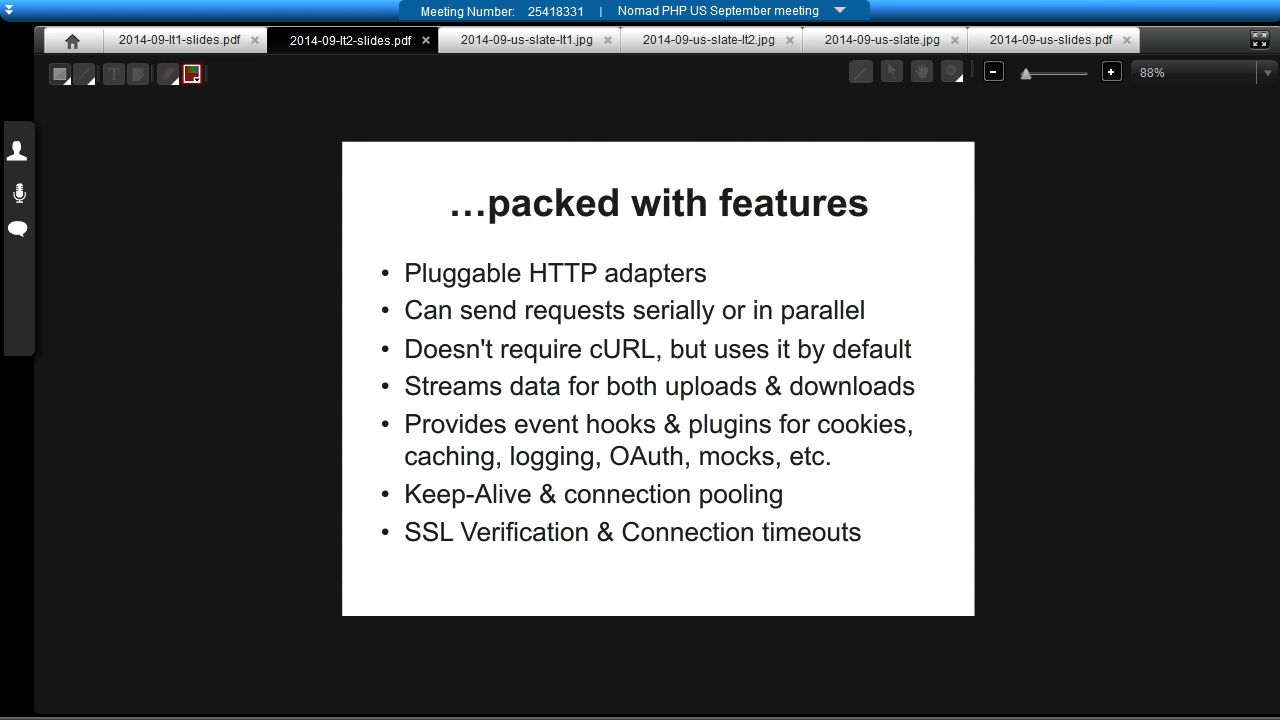 Meeting Number: 25418331 | Nomad PHP US September meeting
2014-09-lt1-slides.pdf
2014-09-lt2-slides.pdf
2014-09-us-slate-lt1.jpg
2014-09-us-slate-lt2.jpg
2014-09-us-slate.jpg
2014-09-us-slides.pdf
T
88%
…packed with features
• Pluggable HTTP adapters
• Can send requests serially or in parallel
• Doesn't require cURL, but uses it by default
• Streams data for both uploads & downloads
• Provides event hooks & plugins for cookies,
caching, logging, OAuth, mocks, etc.
• Keep-Alive & connection pooling
• SSL Verification & Connection timeouts